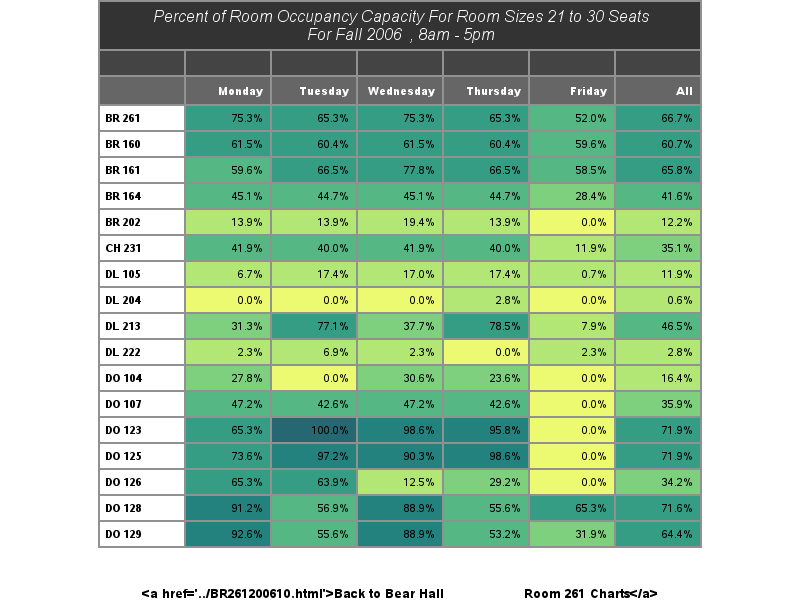 Percent of Room Occupancy Capacity For Room Sizes 21 to 30 Seats
For Fall 2006 , 8am - 5pm
Monday Tuesday Wednesday Thursday Friday All
BR 261 75.3% 65.3% 75.3% 65.3% 52.0% 66.7%
BR 160 61.5% 60.4% 61.5% 60.4% 59.6% 60.7%
BR 161 59.6% 66.5% 77.8% 66.5% 58.5% 65.8%
BR 164 45.1% 44.7% 45.1% 44.7% 28.4% 41.6%
BR 202 13.9% 13.9% 19.4% 13.9% 0.0% 12.2%
CH 231 41.9% 40.0% 41.9% 40.0% 11.9% 35.1%
DL 105 6.7% 17.4% 17.0% 17.4% 0.7% 11.9%
DL 204 0.0% 0.0% 0.0% 2.8% 0.0% 0.6%
DL 213 31.3% 77.1% 37.7% 78.5% 7.9% 46.5%
DL 222 2.3% 6.9% 2.3% 0.0% 2.3% 2.8%
DO 104 27.8% 0.0% 30.6% 23.6% 0.0% 16.4%
DO 107 47.2% 42.6% 47.2% 42.6% 0.0% 35.9%
DO 123 65.3% 100.0% 98.6% 95.8% 0.0% 71.9%
DO 125 73.6% 97.2% 90.3% 98.6% 0.0% 71.9%
DO 126 65.3% 63.9% 12.5% 29.2% 0.0% 34.2%
DO 128 91.2% 56.9% 88.9% 55.6% 65.3% 71.6%
DO 129 92.6% 55.6% 88.9% 53.2% 31.9% 64.4%
<a href='../BR261200610.html'>Back to Bear Hall Room 261 Charts</a>